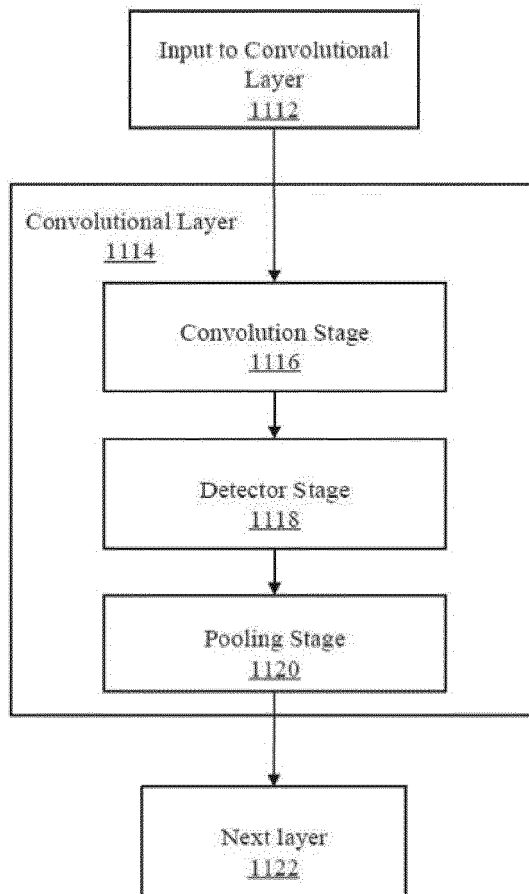 Input to Convolutional
Layer
1112
Convolutional Layer
1114
Convolution Stage
1116
Detector Stage
1118
Pooling Stage
1120
Next layer
1122